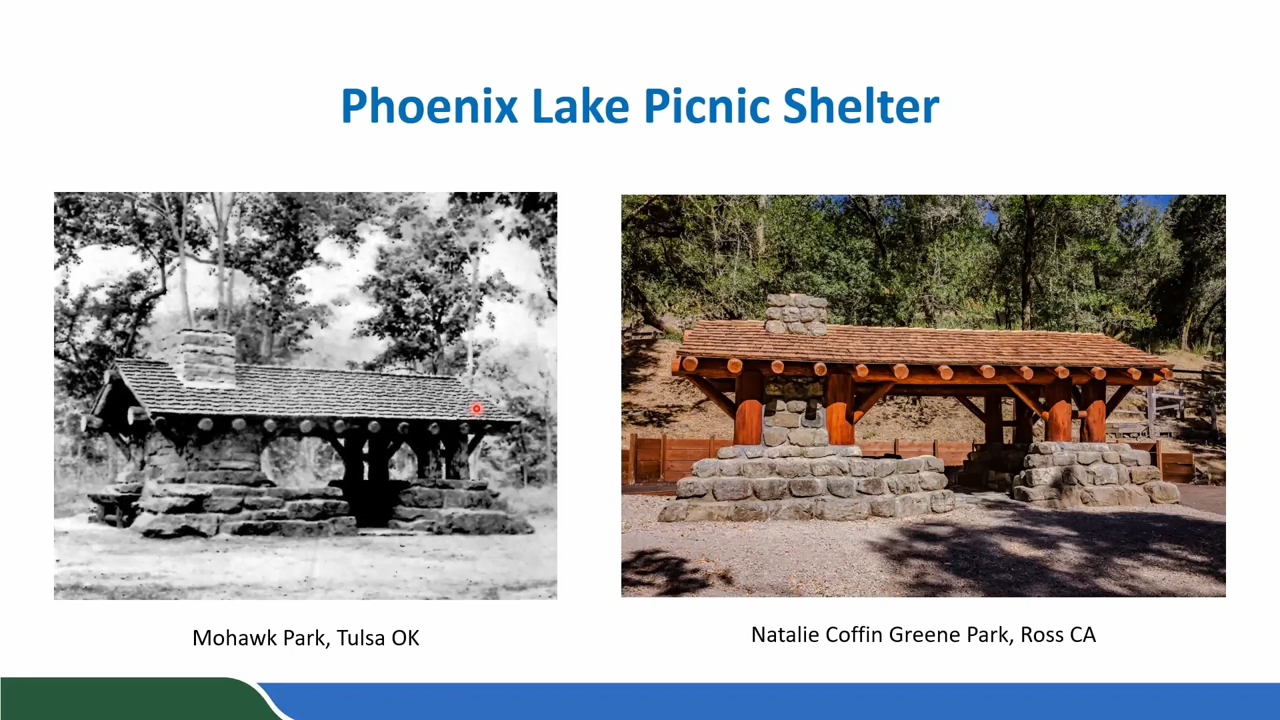 Phoenix Lake Picnic Shelter
Mohawk Park, Tulsa OK
Natalie Coffin Greene Park, Ross CA